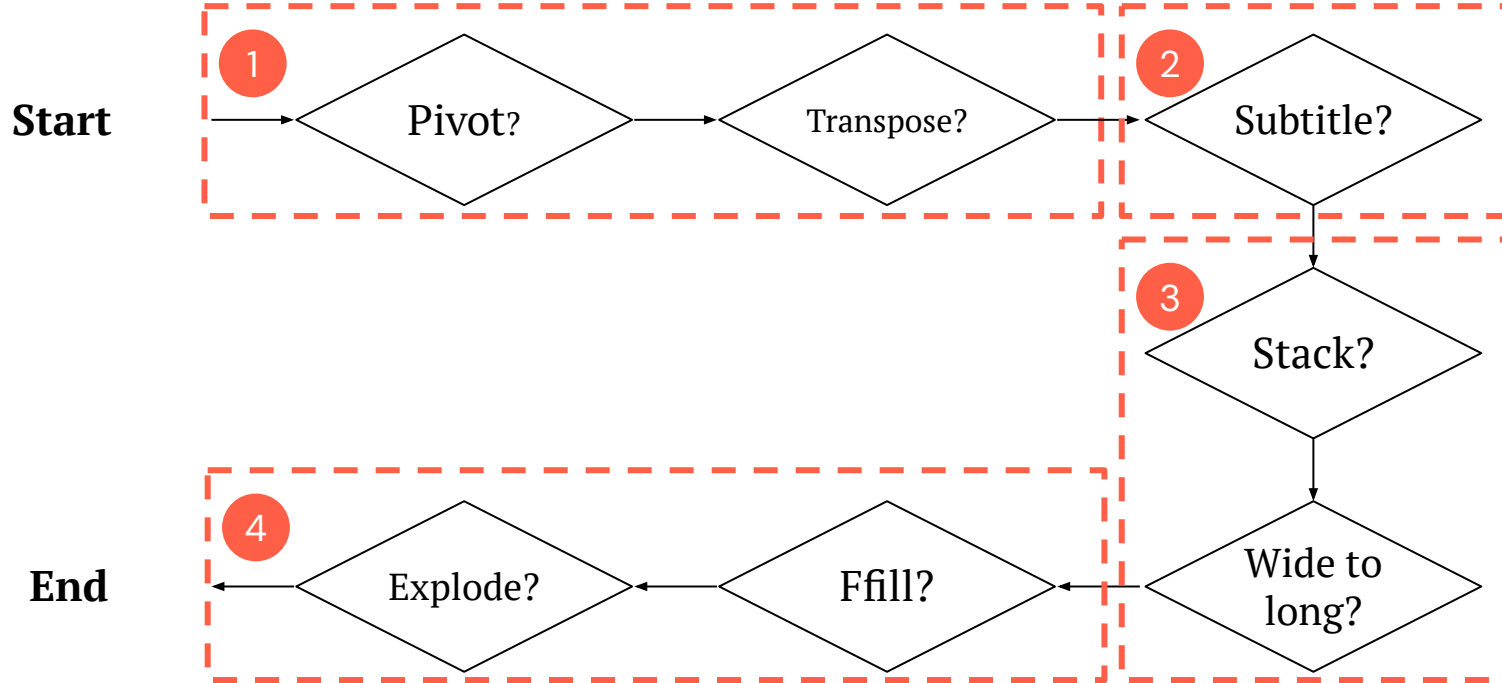 Start
1
Pivot?
Transpose?
2
Subtitle?
3
Stack?
Wide to
long?
4
Ffill?
Explode?
End